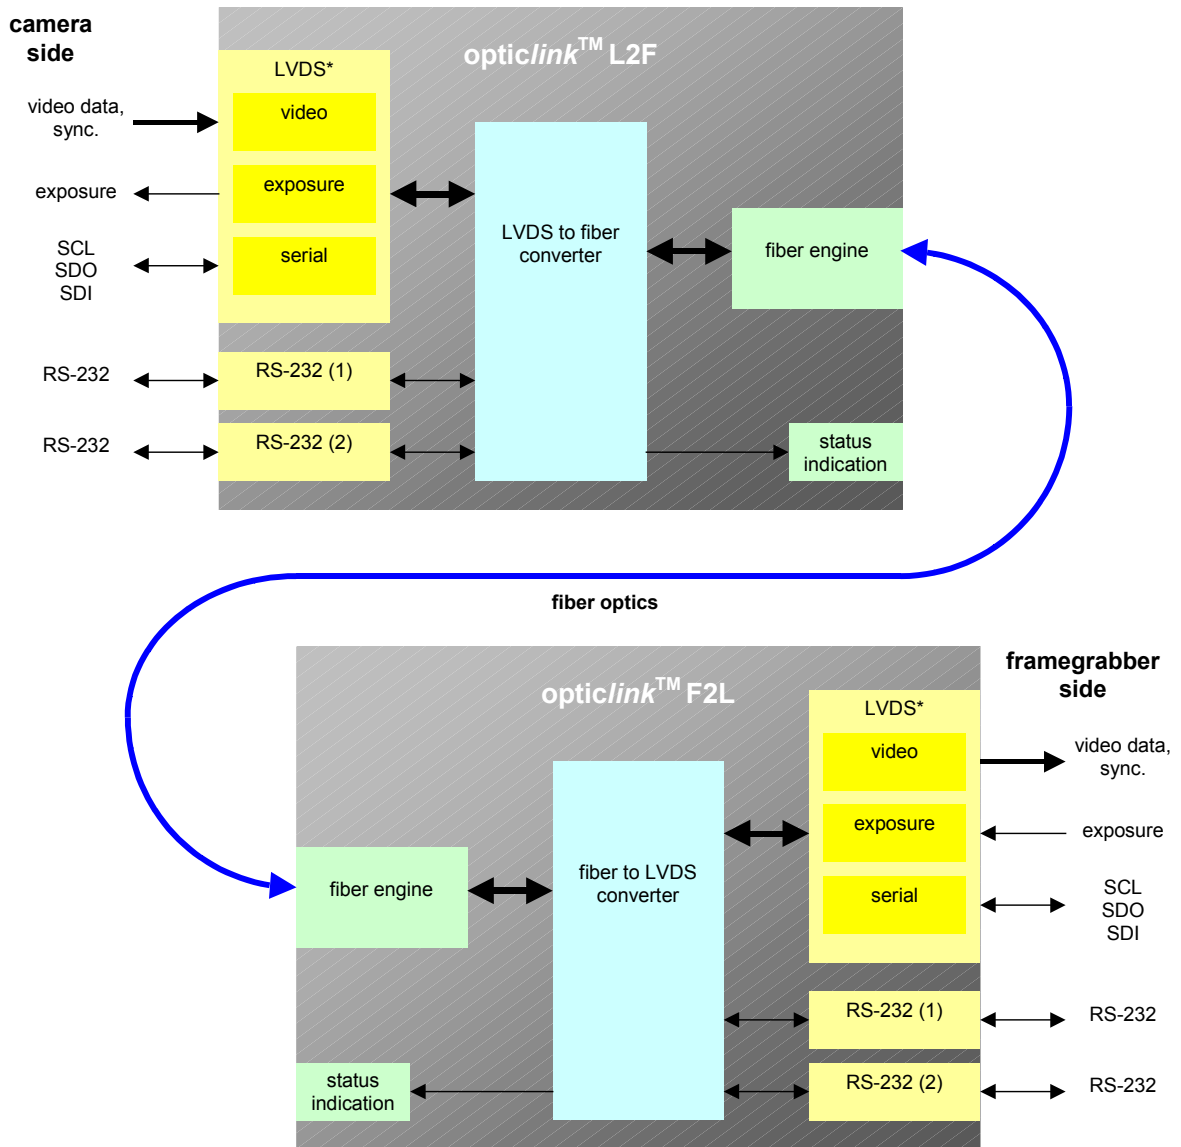 camera
side
opticlink™ L2F
LVDS*
video data,
sync.
video
exposure
exposure
SCL
SDO
SDI
serial
LVDS to fiber
converter
fiber engine
RS-232
RS-232 (1)
RS-232
RS-232 (2)
status
indication
fiber optics
framegrabber
side
opticlink™ F2L
LVDS*
video
video data,
sync.
exposure
exposure
fiber engine
fiber to LVDS
converter
serial
SCL
SDO
SDI
RS-232 (1)
RS-232
status
indication
RS-232 (2)
RS-232